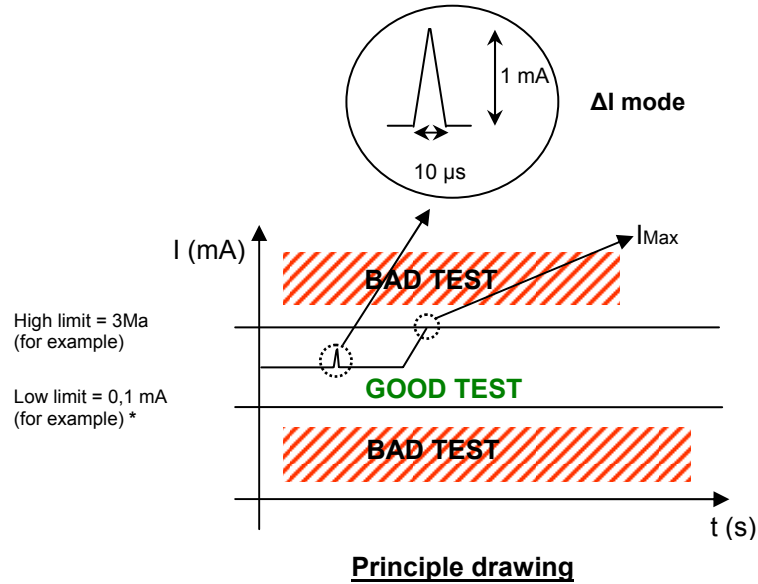 1 mA
ΔI mode
10 µs
I (mA)
IMax
BAD TEST
High limit = 3Ma
(for example)
GOOD TEST
Low limit = 0,1 mA
(for example) *
BAD TEST
t (s)
Principle drawing